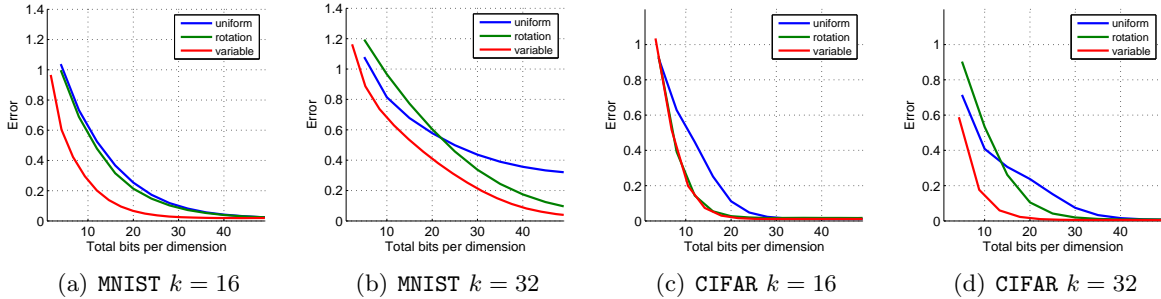 1.4
1.2
1
0.8
0.6
0.4
0.2
0
Error
10 20 30 40
Total bits per dimension
uniform
rotation
variable
(a) MNIST k = 16
1.4
1.2
1
0.8
0.6
0.4
0.2
0
Error
10 20 30 40
Total bits per dimension
uniform
rotation
variable
(b) MNIST k = 32
1
0.8
0.6
0.4
0.2
0
Error
10 20 30 40
Total bits per dimension
uniform
rotation
variable
(c) CIFAR k = 16
1
0.8
0.6
0.4
0.2
0
Error
10 20 30 40
Total bits per dimension
uniform
rotation
variable
(d) CIFAR k = 32